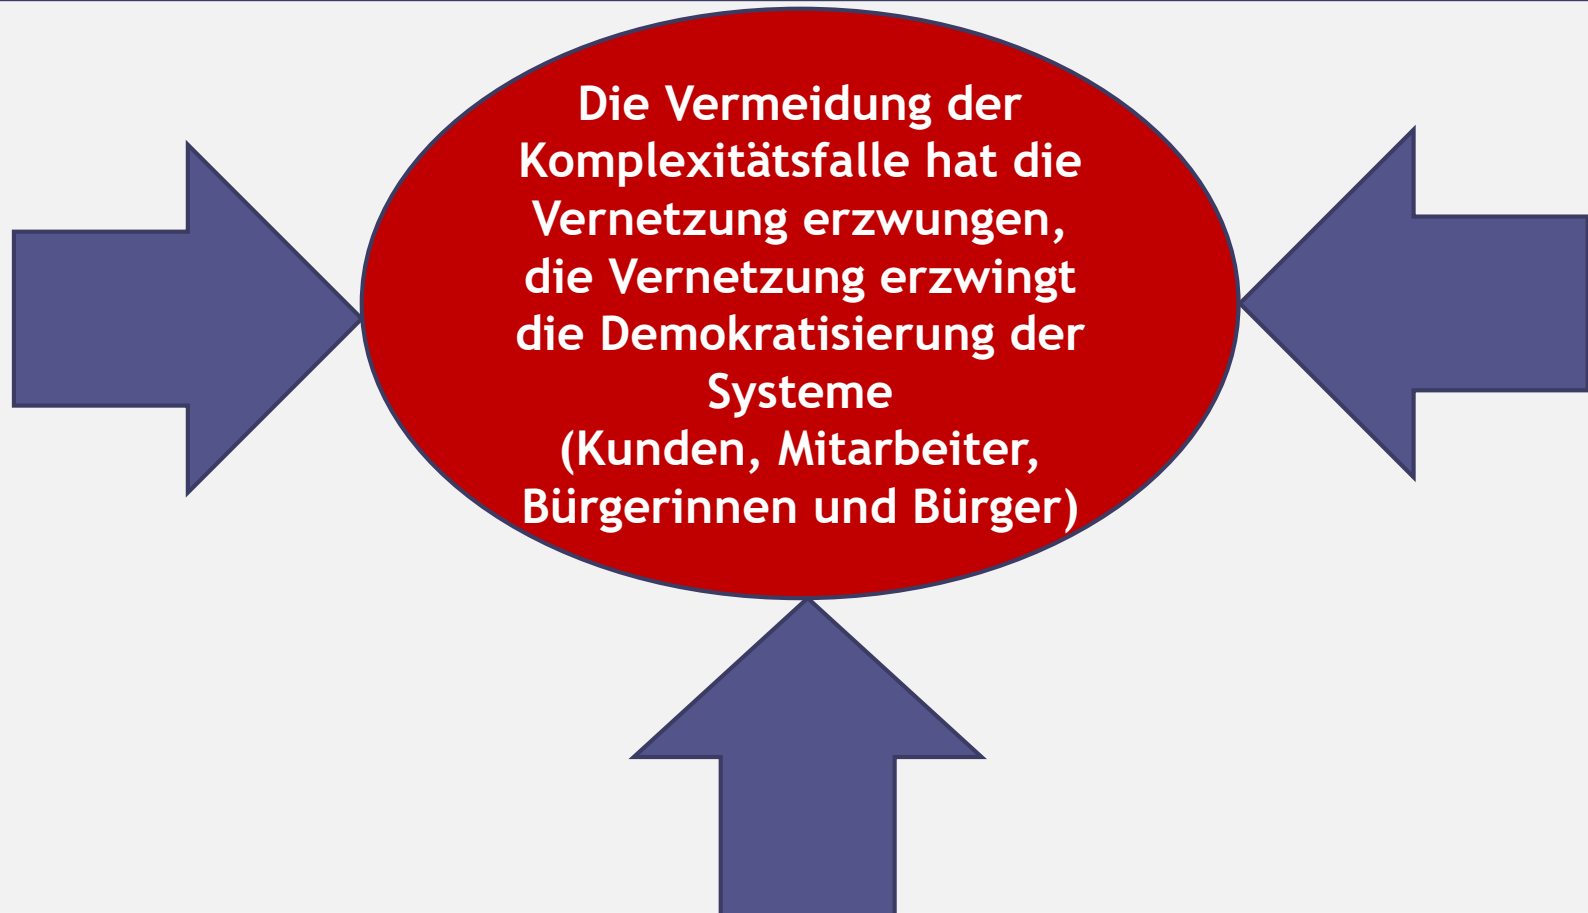 Die Vermeidung der
Komplexitätsfalle hat die
Vernetzung erzwungen,
die Vernetzung erzwingt
die Demokratisierung der
Systeme
(Kunden, Mitarbeiter,
Bürgerinnen und Bürger)